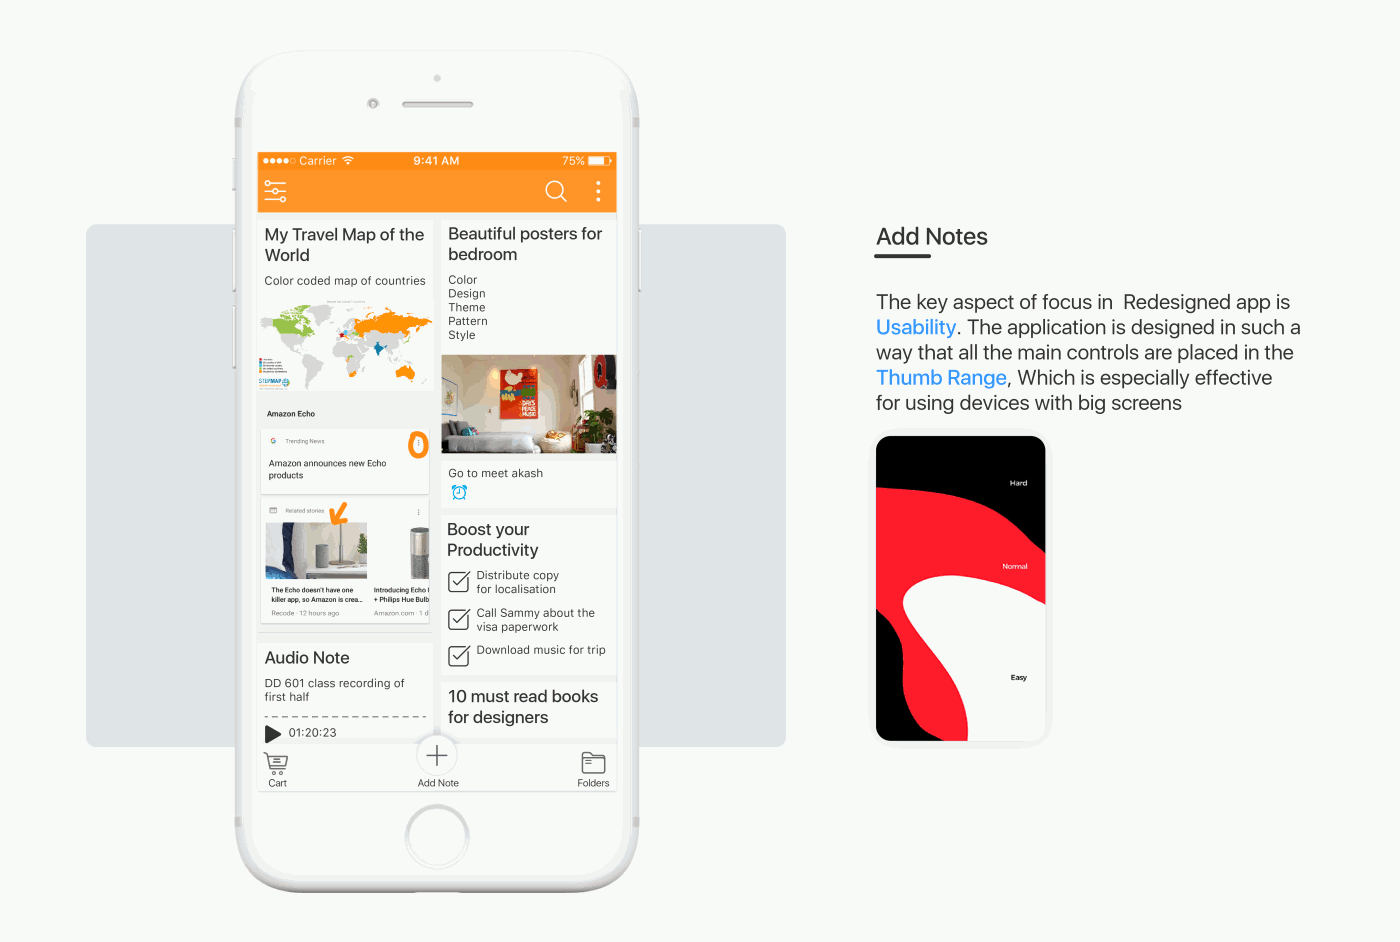 Carrier
9:41 AM
75%
My Travel Map of the
World
Color coded map of countries
STEPMAP
Amazon Echo
Trending News
Amazon announces new Echo
products
Related stories
The Echo doesn't have one
killer app, so Amazon is crea...
Recode · 12 hours ago
Introducing Echo
+ Philips Hue Bulb
Amazon.com · 1 d
Audio Note
DD 601 class recording of
first half
01:20:23
Beautiful posters for
bedroom
Color
Design
Theme
Pattern
Style
DAYS
PEACE
& MUSIC
Go to meet akash
Boost your
Productivity
Distribute copy
for localisation
Call Sammy about the
visa paperwork
Download music for trip
10 must read books
for designers
Cart
Add Note
Folders
Add Notes
The key aspect of focus in  Redesigned app is
Usability. The application is designed in such a
way that all the main controls are placed in the
Thumb Range, Which is especially effective
for using devices with big screens
Hard
Normal
Easy